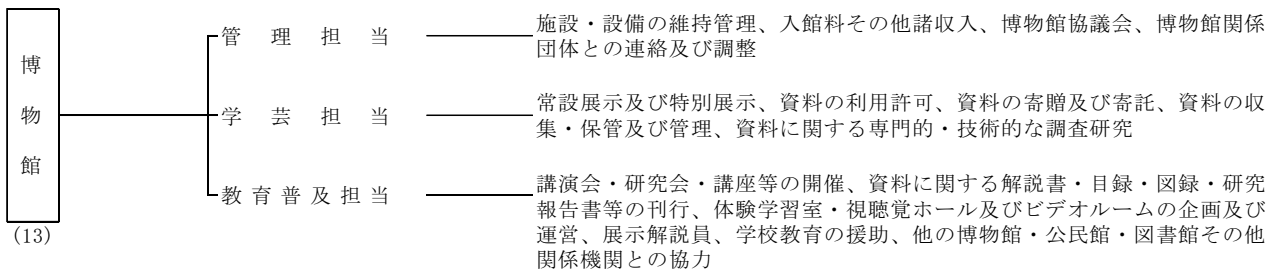 博物館
(13)
管理担当
施設・設備の維持管理、入館料その他諸収入、博物館協議会、博物館関係
団体との連絡及び調整
学芸担当
常設展示及び特別展示、資料の利用許可、資料の寄贈及び寄託、資料の収
集・保管及び管理、資料に関する専門的・技術的な調査研究
教育普及担当
講演会・研究会・講座等の開催、資料に関する解説書・目録・図録・研究
報告書等の刊行、体験学習室・視聴覚ホール及びビデオルームの企画及び
運営、展示解説員、学校教育の援助、他の博物館・公民館・図書館その他
関係機関との協力